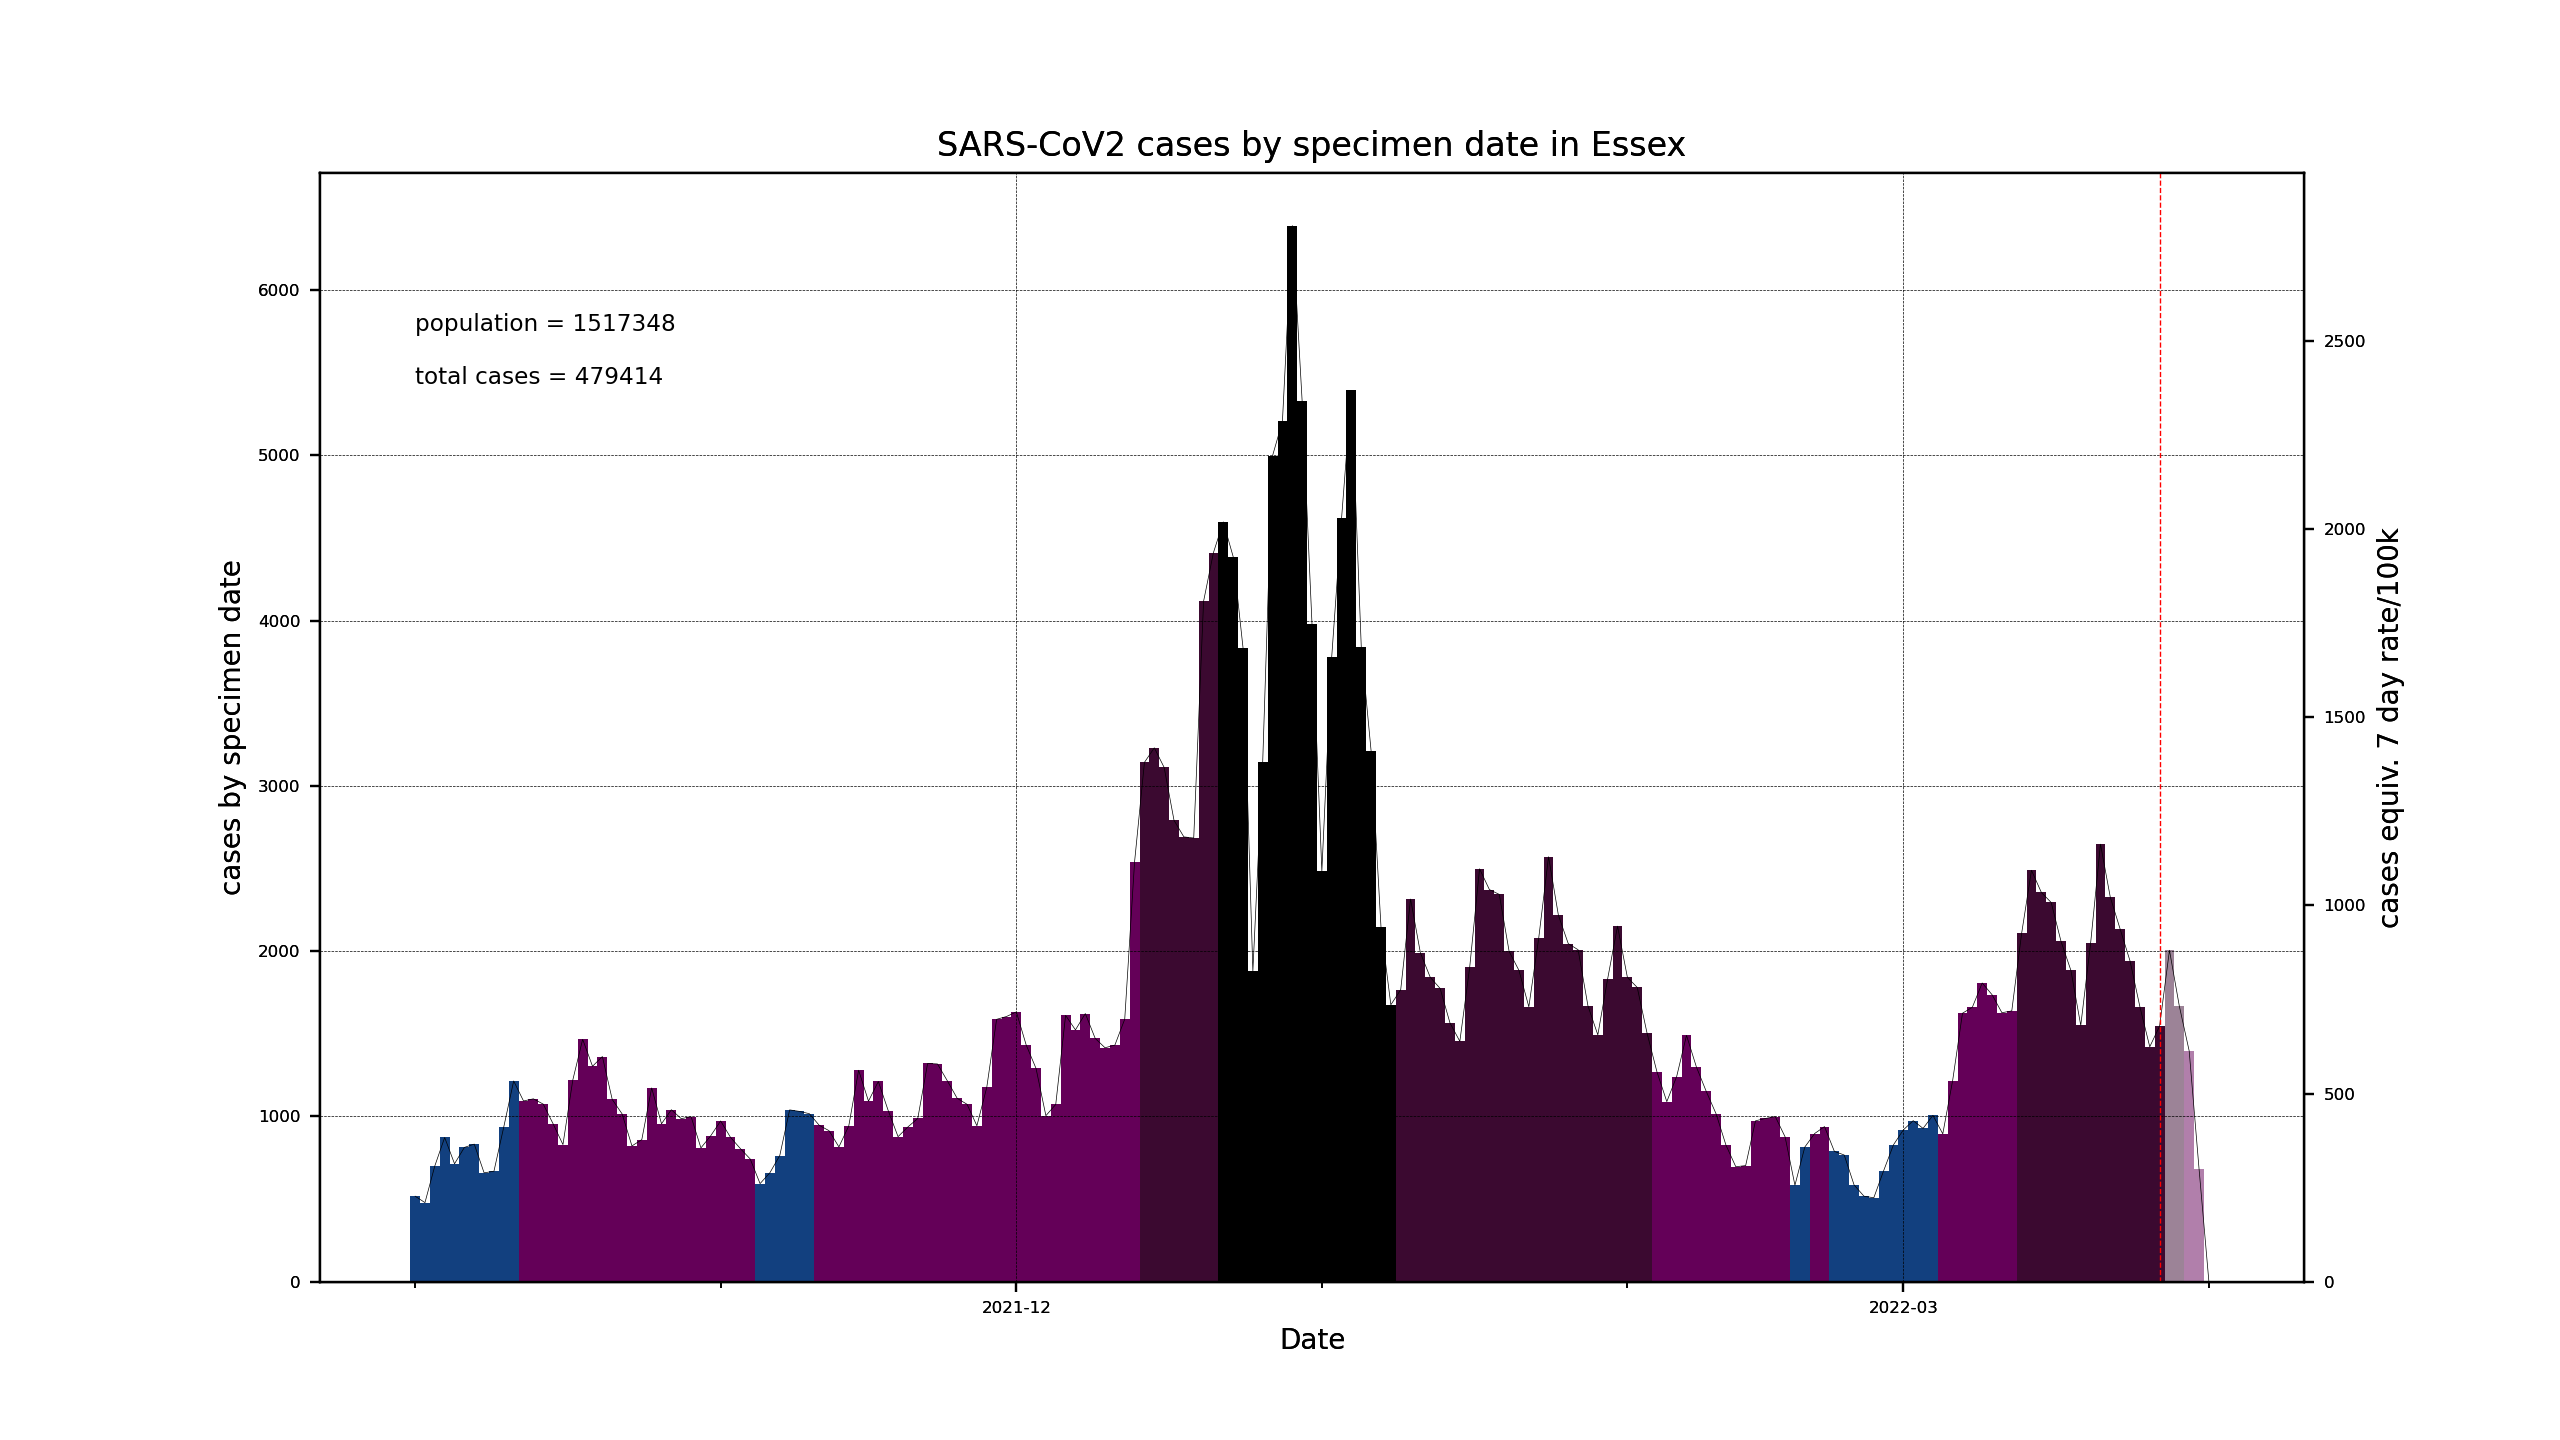 SARS-CoV2 cases by specimen date in Essex
population = 1517348
total cases = 479414
cases by specimen date
6000
5000
4000
3000
2000
1000
0
2500
2000
1500
1000
500
0
cases equiv. 7 day rate/100k
2021-12
2022-03
Date